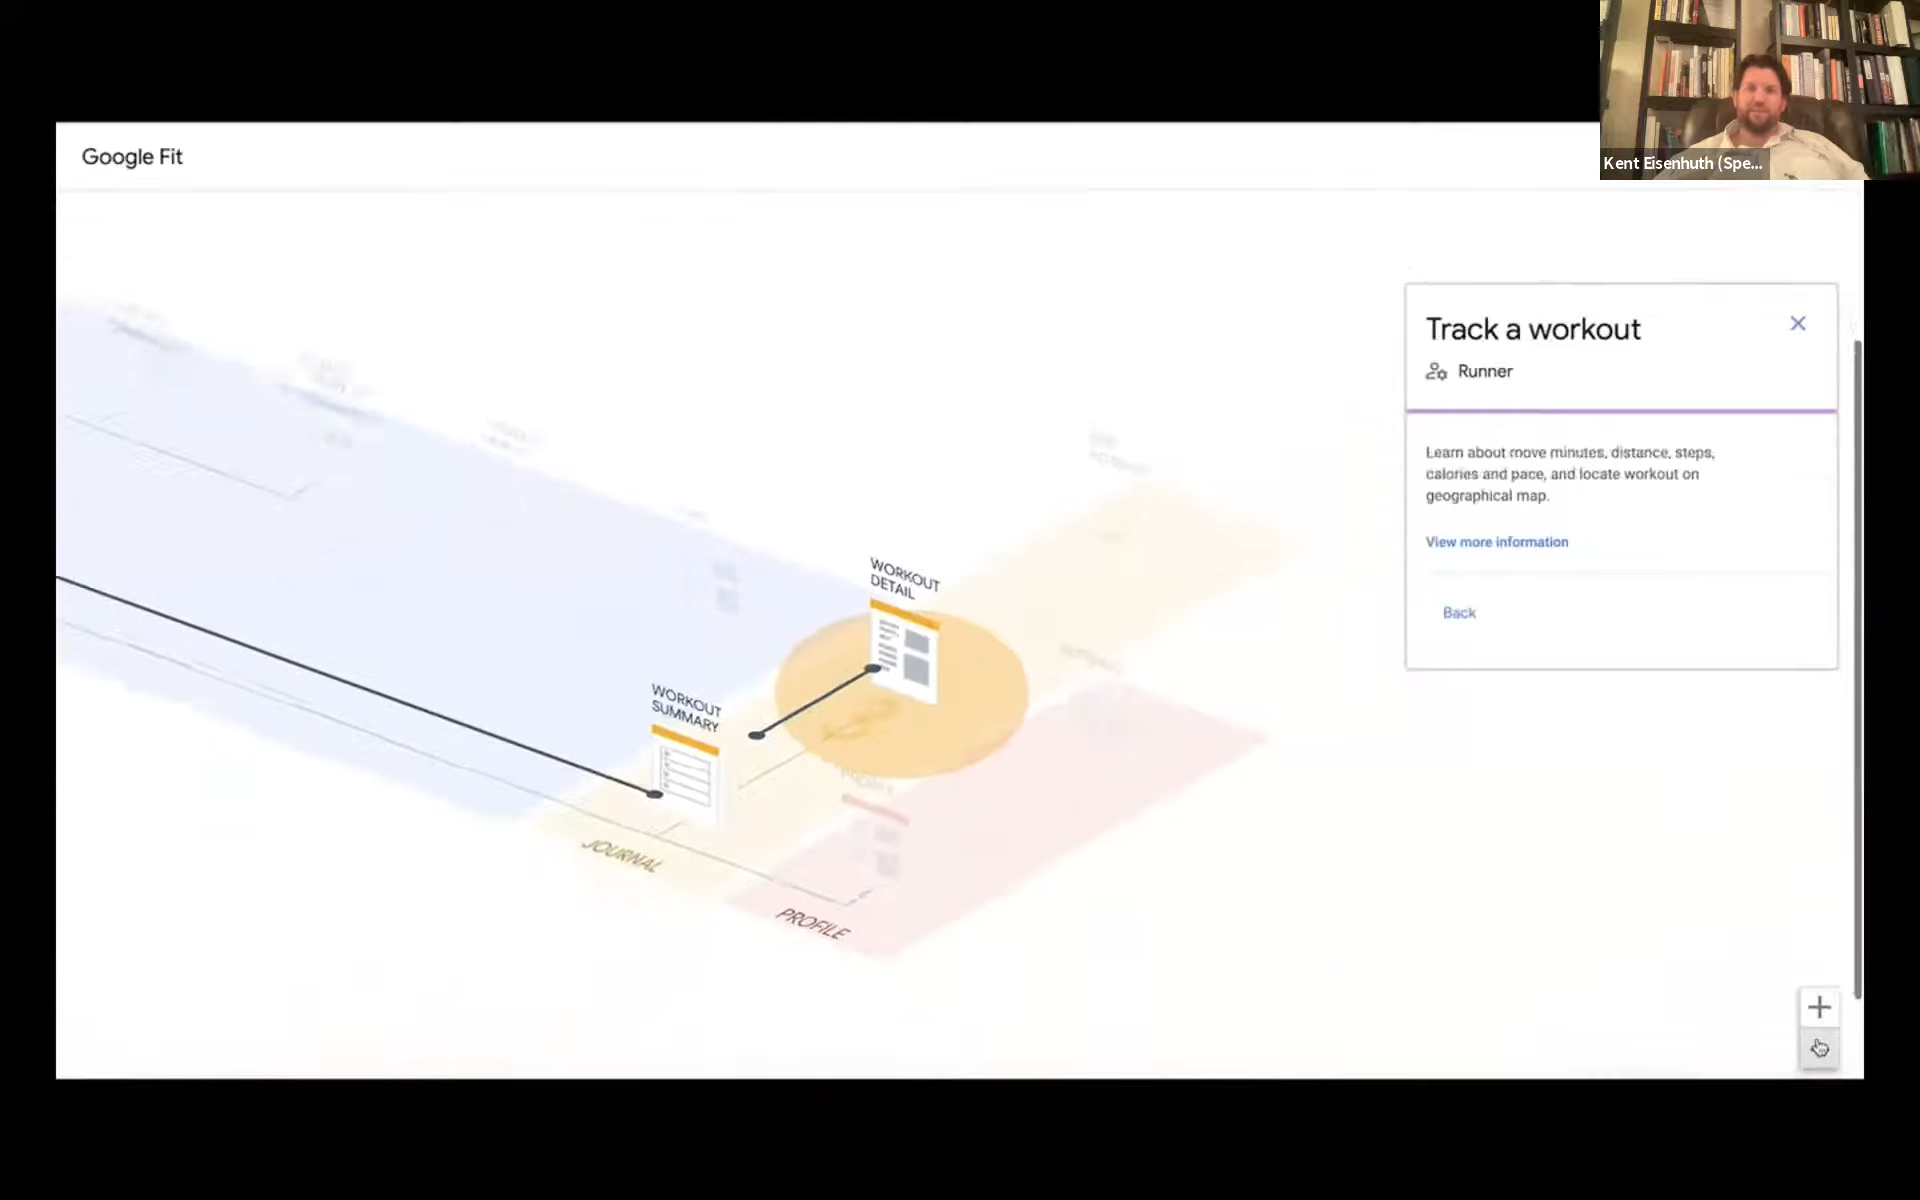 Google Fit
Kent Eisenhuth (Spe...
Track a workout
Runner
Learn about move minutes, distance, steps,
calories and pace, and locate workout on
geographical map.
View more information
Back
WORKOUT
DETAIL
WORKOUT
SUMMARY
JOURNAL
PROFILE